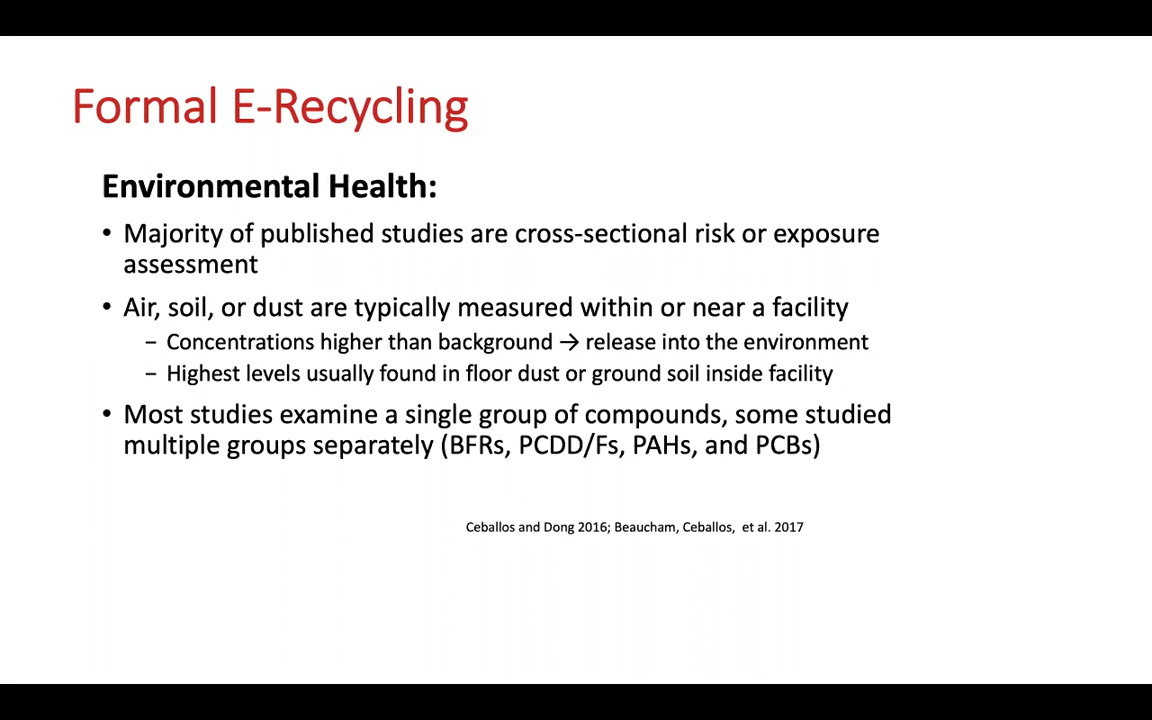 Formal E-Recycling
Environmental Health:
• Majority of published studies are cross-sectional risk or exposure
assessment
• Air, soil, or dust are typically measured within or near a facility
– Concentrations higher than background → release into the environment
– Highest levels usually found in floor dust or ground soil inside facility
• Most studies examine a single group of compounds, some studied
multiple groups separately (BFRs, PCDD/Fs, PAHs, and PCBs)
Ceballos and Dong 2016; Beaucham, Ceballos,  et al. 2017